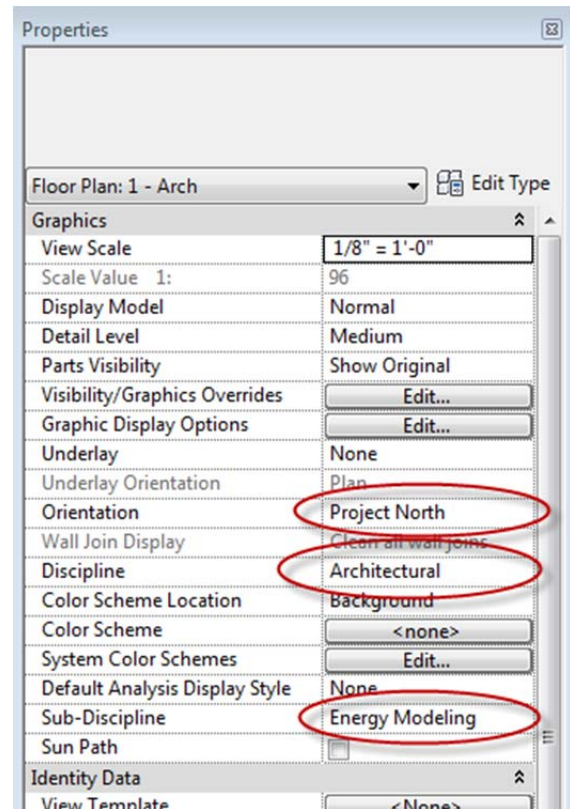 Properties
Floor Plan: 1 - Arch Edit Type
Graphics
View Scale 1/8" = 1'-0"
Scale Value 1: 96
Display Model Normal
Detail Level Medium
Parts Visibility Show Original
Visibility/Graphics Overrides Edit...
Graphic Display Options Edit...
Underlay None
Underlay Orientation Plan
Orientation Project North
Wall Join Display Clean all wall joins
Discipline Architectural
Color Scheme Location Background
Color Scheme <none>
System Color Schemes Edit...
Default Analysis Display Style None
Sub-Discipline Energy Modeling
Sun Path
Identity Data
View Template <None>